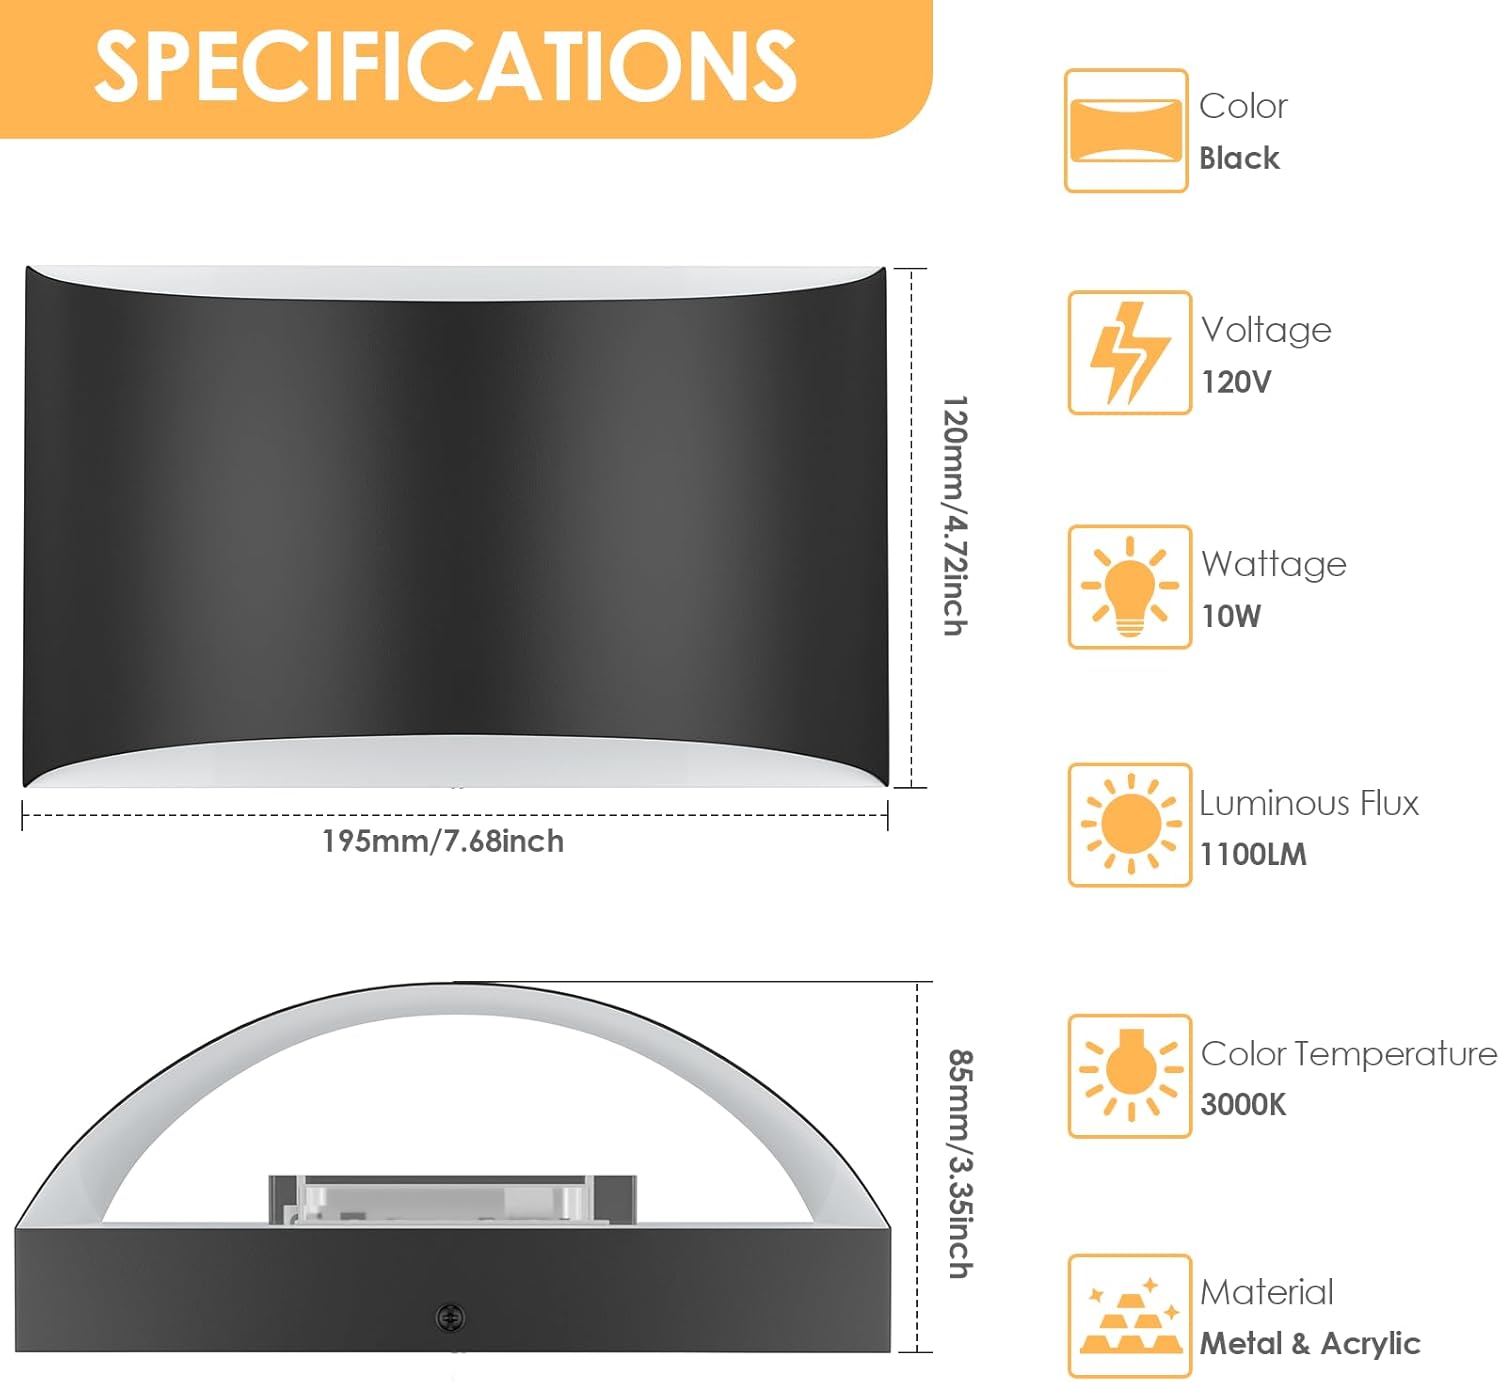 SPECIFICATIONS
Color
Black
Voltage
120V
Wattage
10W
Luminous Flux
1100LM
Color Temperature
3000K
Material
Metal & Acrylic
120mm/4.72inch
195mm/7.68inch
85mm/3.35inch